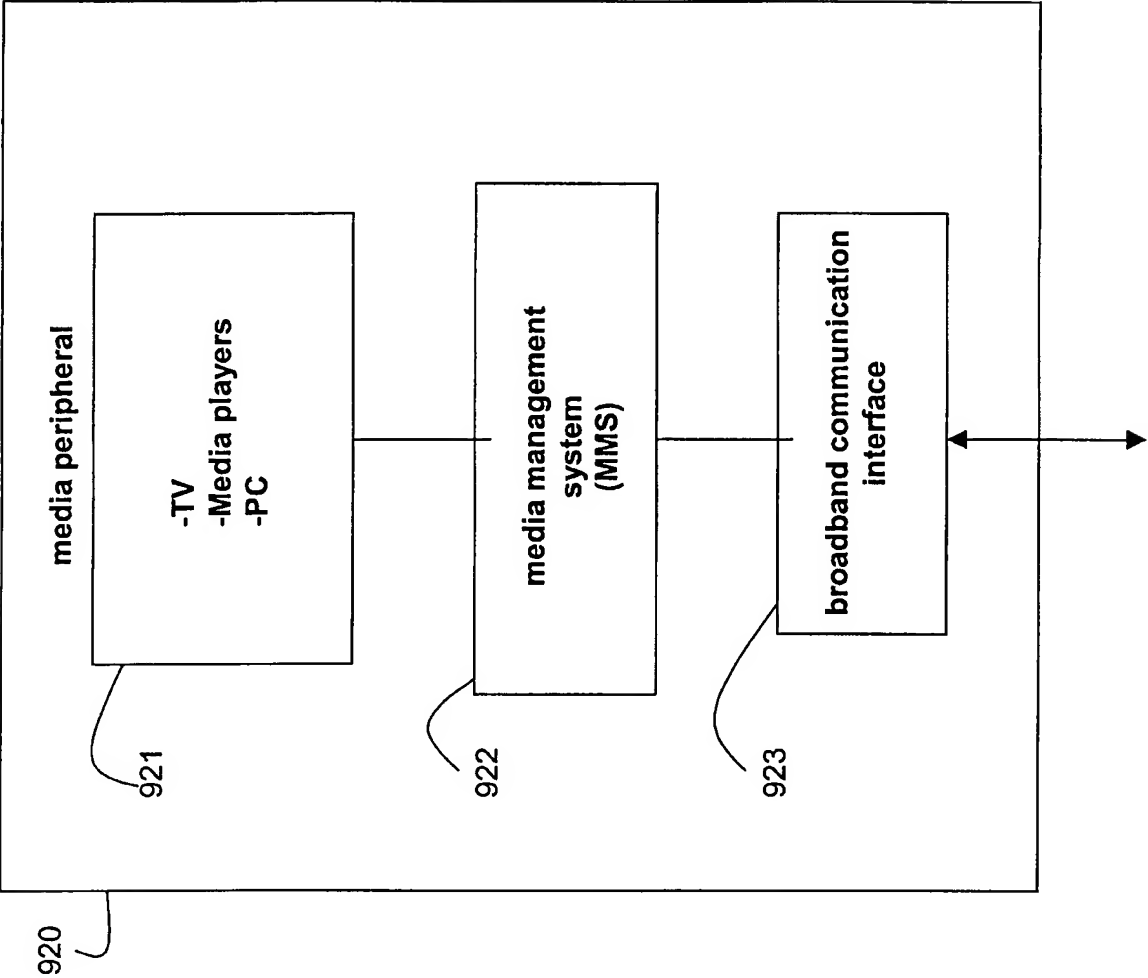 media peripheral
-TV
-Media players
-PC
921
media management
system
(MMS)
922
broadband communication
interface
923
920